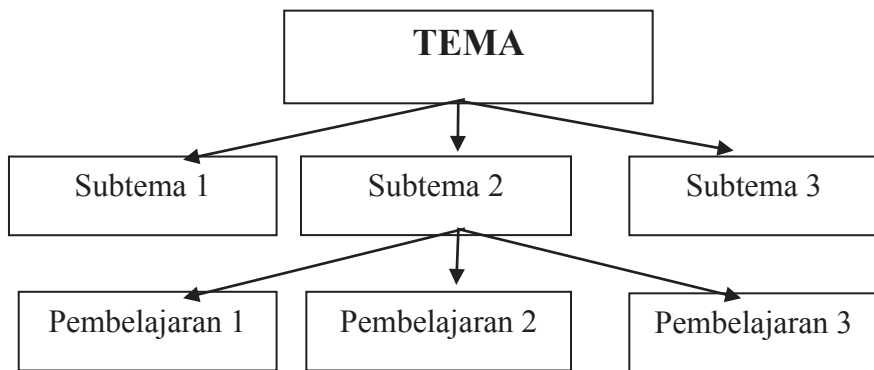 TEMA
Subtema 1
Subtema 2
Subtema 3
Pembelajaran 1
Pembelajaran 2
Pembelajaran 3